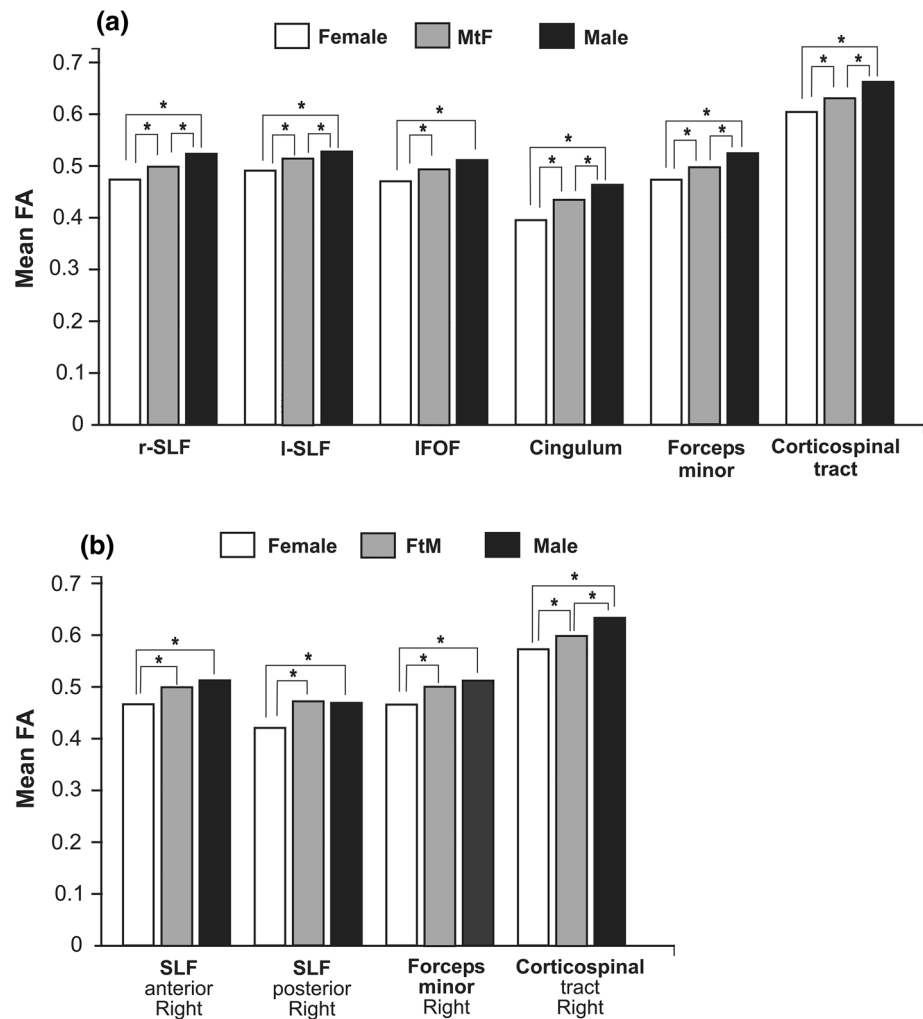 (a)
Female MtF Male
Mean FA
0.7
0.6
0.5
0.4
0.3
0.2
0.1
0
* * *
* * *
* *
* * *
* * *
* * *
r-SLF l-SLF IFOF Cingulum Forceps minor Corticospinal tract
(b)
Female FtM Male
Mean FA
0.7
0.6
0.5
0.4
0.3
0.2
0.1
0
* *
* *
* *
* * *
SLF anterior Right
SLF posterior Right
Forceps minor Right
Corticospinal tract Right